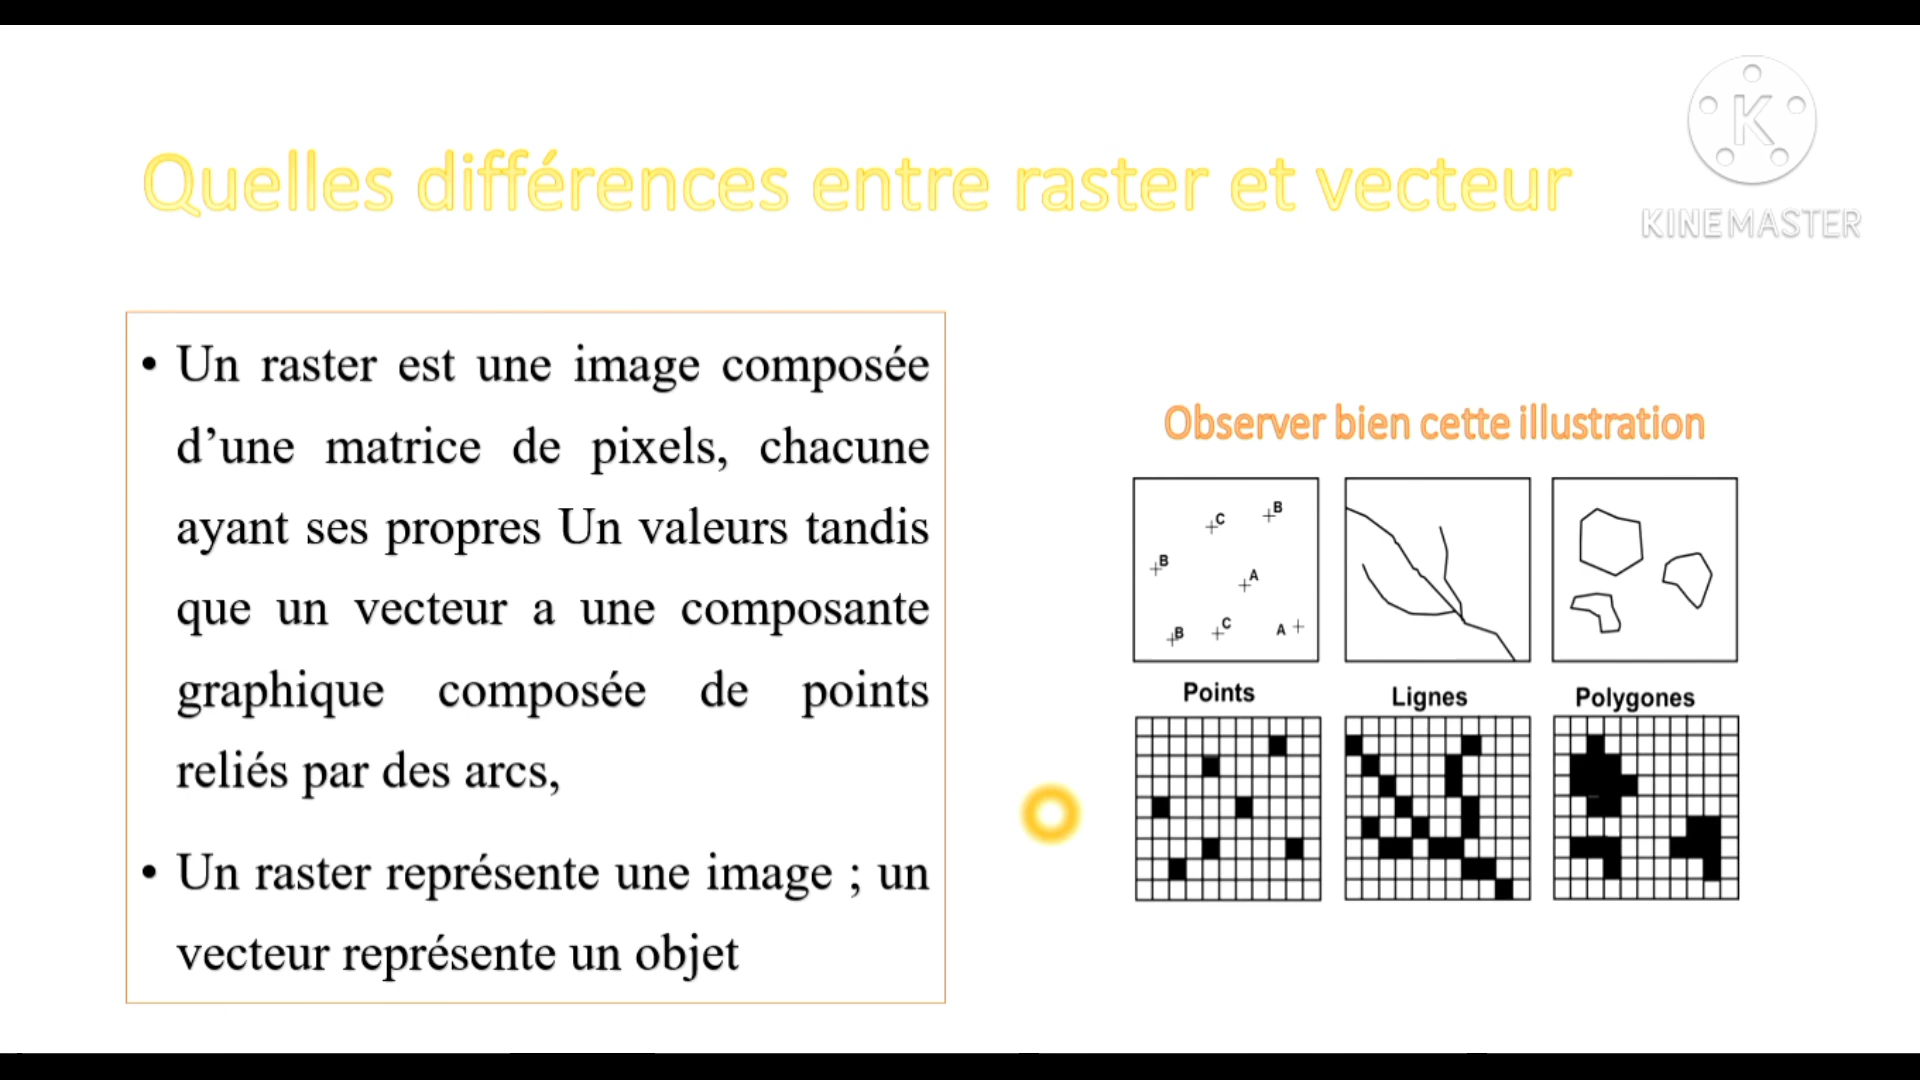 K
KINEMASTER
Quelles différences entre raster et vecteur
• Un raster est une image composée
d’une matrice de pixels, chacune
ayant ses propres Un valeurs tandis
que un vecteur a une composante
graphique composée de points
reliés par des arcs,
• Un raster représente une image ; un
vecteur représente un objet
Observer bien cette illustration
C
B
B
A
B
C
A
Points
Lignes
Polygones